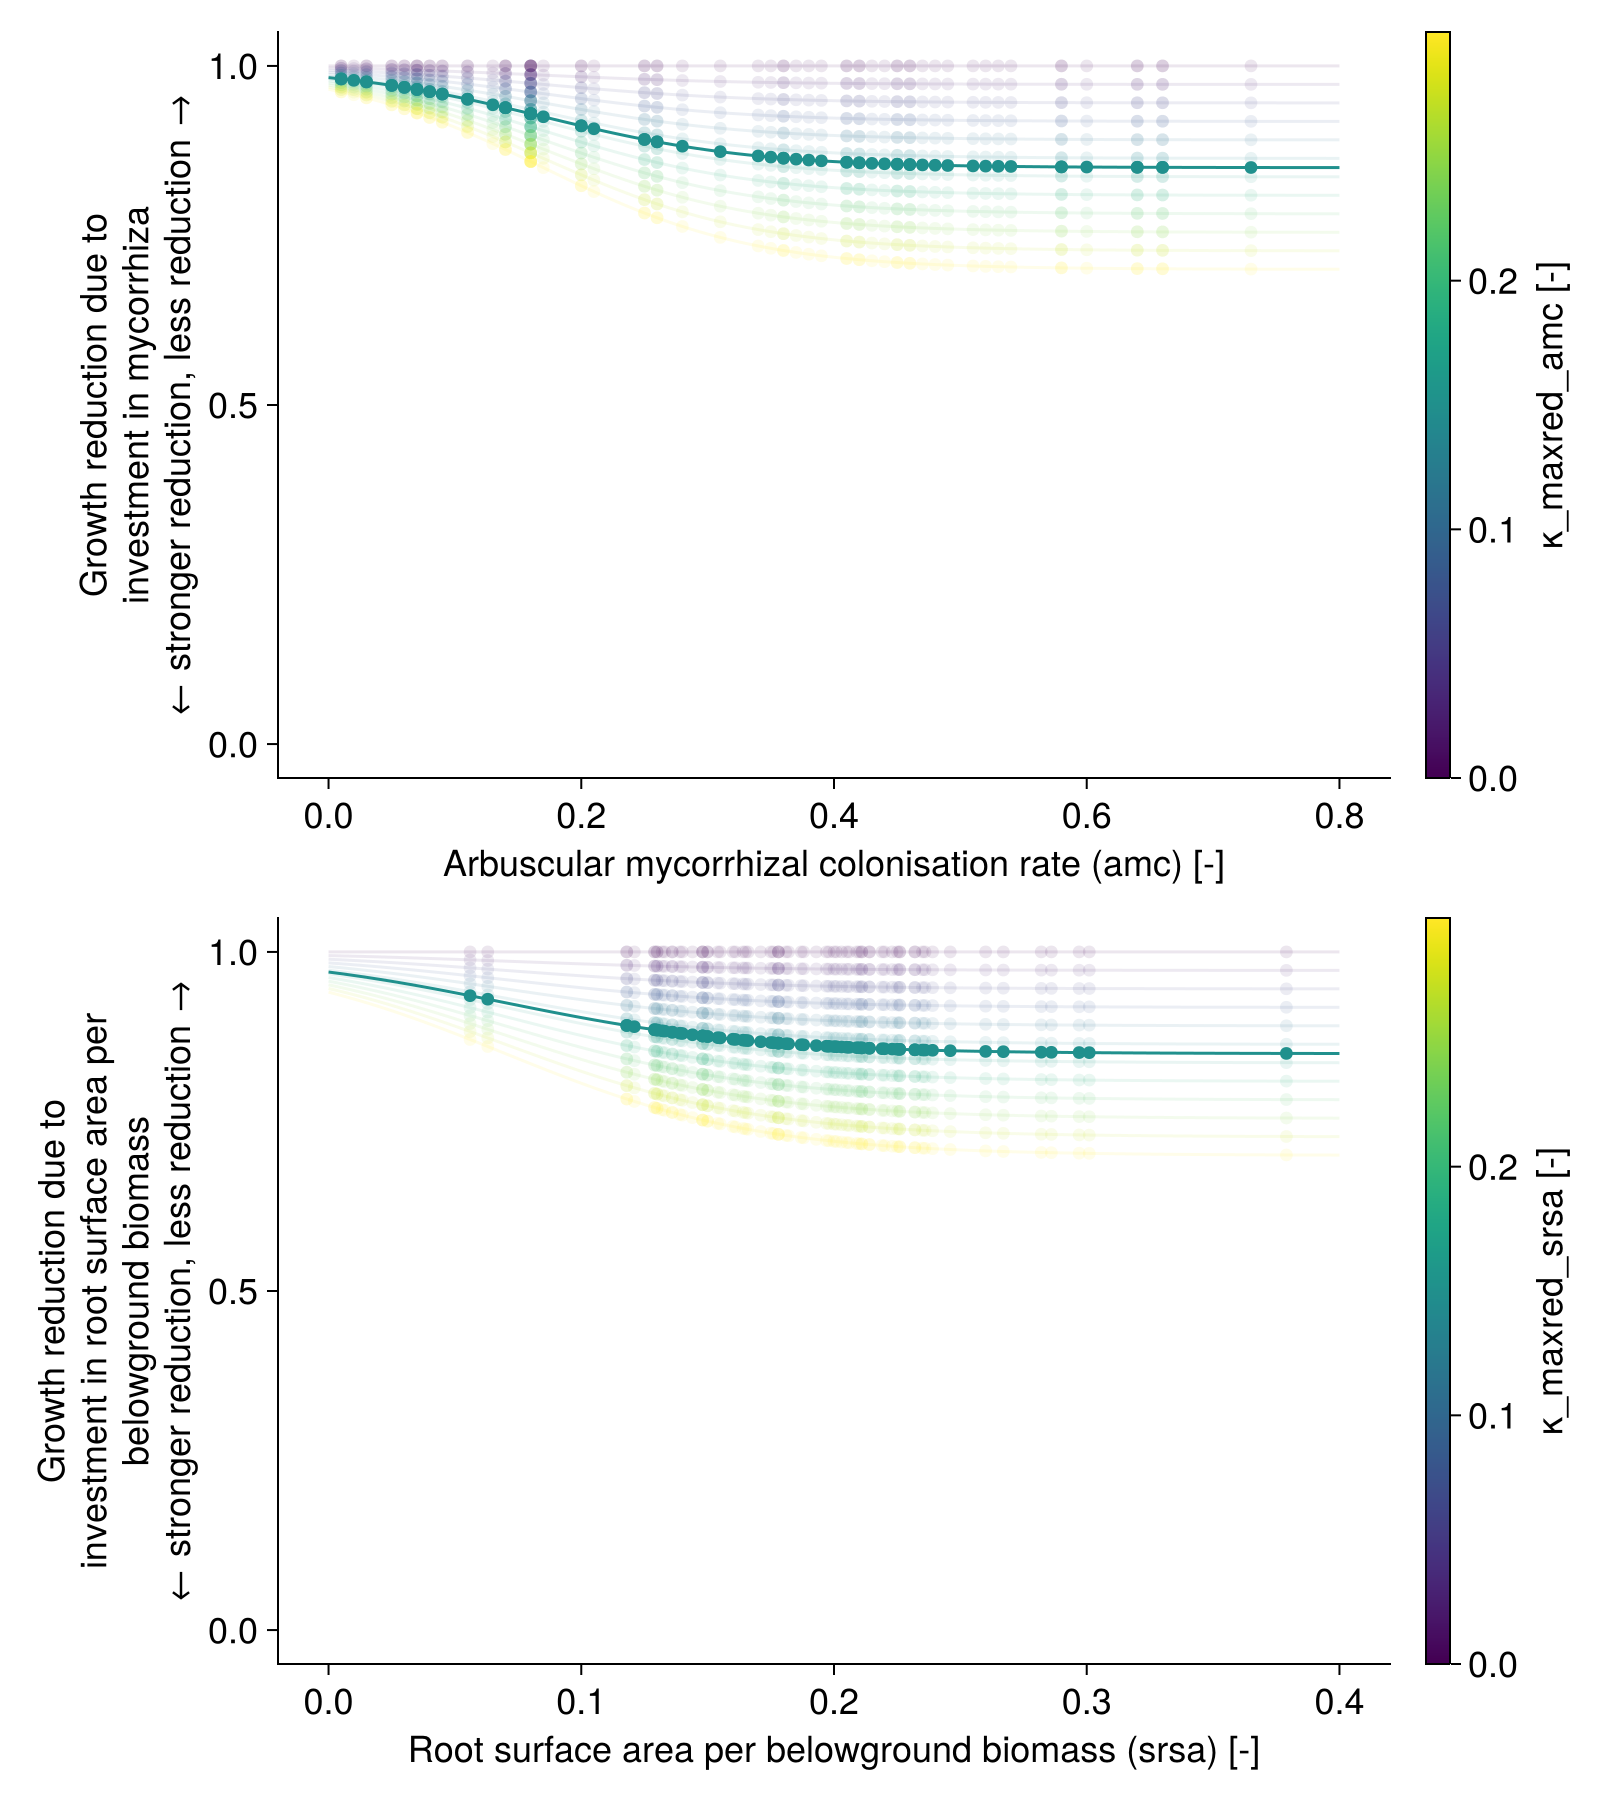 Growth reduction due to
investment in mycorrhiza
← stronger reduction, less reduction →
1.0
0.5
0.0
0.0
0.2
0.4
0.6
0.8
Arbuscular mycorrhizal colonisation rate (amc) [-]
0.2
0.1
0.0
κ_maxred_amc [-]
Growth reduction due to
investment in root surface area per
belowground biomass
← stronger reduction, less reduction →
1.0
0.5
0.0
0.0
0.1
0.2
0.3
0.4
Root surface area per belowground biomass (srsa) [-]
0.2
0.1
0.0
κ_maxred_srsa [-]